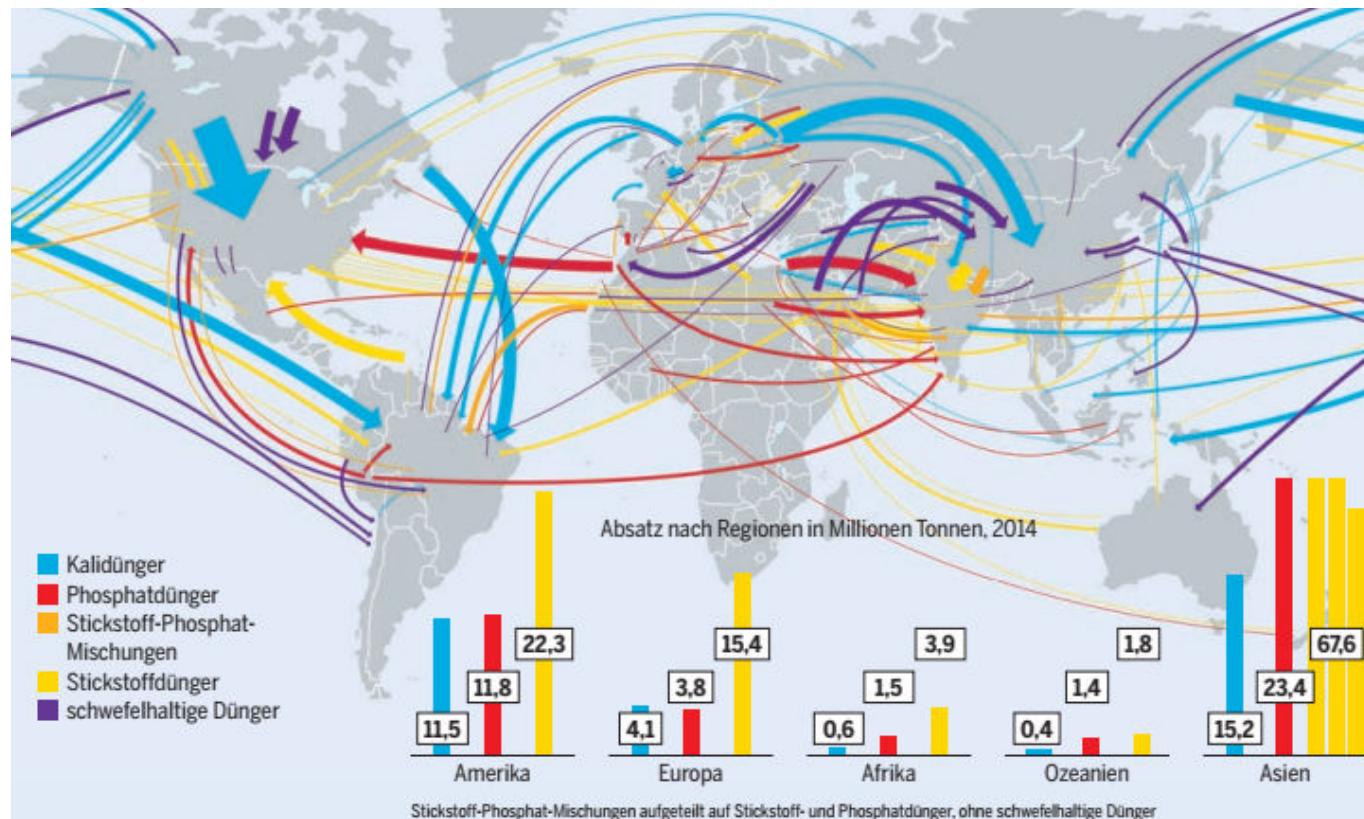 Absatz nach Regionen in Millionen Tonnen, 2014
Kalidünger
Phosphatdünger
Stickstoff-Phosphat-
Mischungen
Stickstoffdünger
schwefelhaltige Dünger
11,5
11,8
22,3
Amerika
4,1
3,8
15,4
Europa
0,6
1,5
3,9
Afrika
0,4
1,4
1,8
Ozeanien
15,2
23,4
67,6
Asien
Stickstoff-Phosphat-Mischungen aufgeteilt auf Stickstoff- und Phosphatdünger, ohne schwefelhaltige Dünger